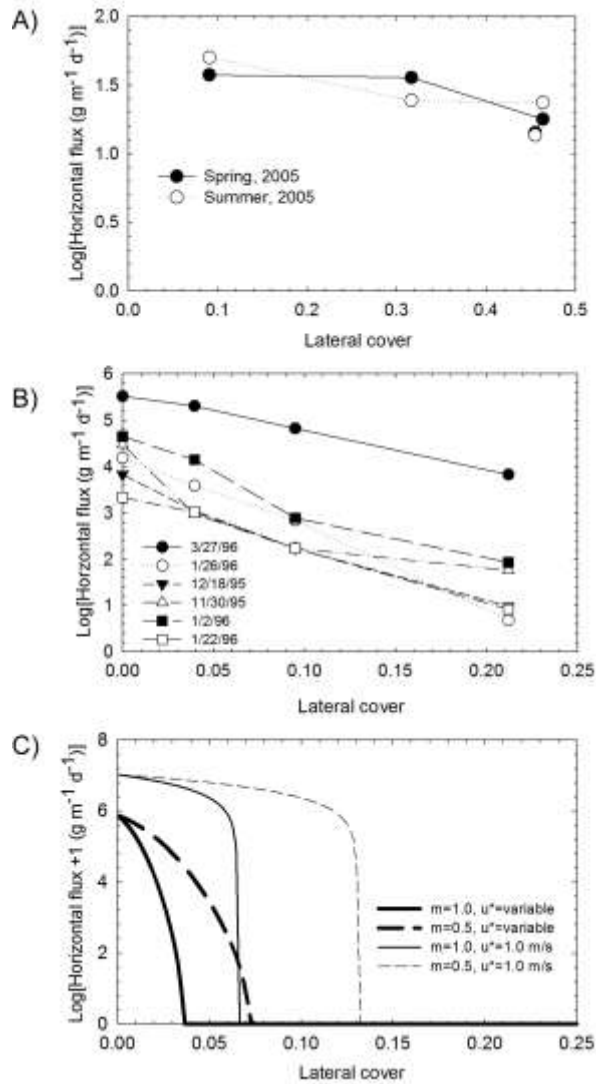 A)
Log[Horizontal flux (g m⁻¹ d⁻¹)]
2.0
1.5
1.0
0.5
0.0
Spring, 2005
Summer, 2005
0.0 0.1 0.2 0.3 0.4 0.5
Lateral cover
B)
Log[Horzontal flux (g m⁻¹ d⁻¹)]
6
5
4
3
2
1
0
3/27/96
1/26/96
12/18/95
11/30/95
1/2/96
1/22/96
0.00 0.05 0.10 0.15 0.20 0.25
Lateral cover
C)
Log[Horizontal flux +1 (g m⁻¹ d⁻¹)]
8
6
4
2
0
m=1.0, u*=variable
m=0.5, u*=variable
m=1.0, u*=1.0 m/s
m=0.5, u*=1.0 m/s
0.00 0.05 0.10 0.15 0.20 0.25
Lateral cover